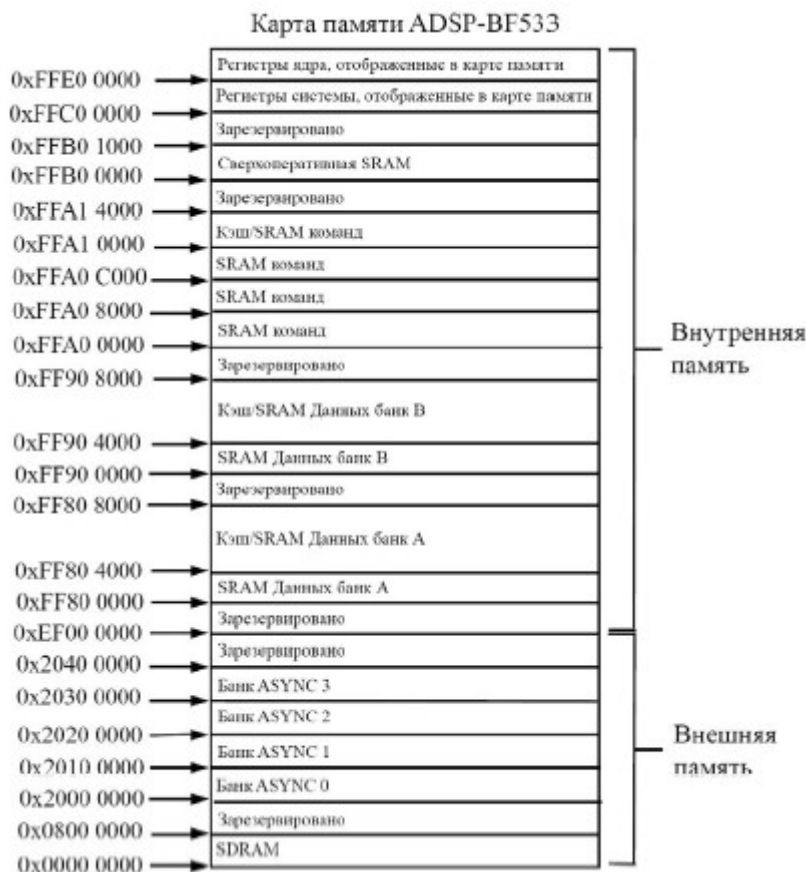 Карта памяти ADSP-BF533
Регистры ядра, отображенные в карте памяти
0xFFE0 0000
Регистры системы, отображенные в карте памяти
0xFFC0 0000
Зарезервировано
0xFFB0 1000
Сверхоперативная SRAM
0xFFB0 0000
Зарезервировано
0xFFA1 4000
Кэш/SRAM команд
0xFFA1 0000
SRAM команд
0xFFA0 C000
SRAM команд
0xFFA0 8000
SRAM команд
0xFFA0 0000
Зарезервировано
0xFF90 8000
Кэш/SRAM Данных банк B
0xFF90 4000
SRAM Данных банк B
0xFF90 0000
Зарезервировано
0xFF80 8000
Кэш/SRAM Данных банк A
0xFF80 4000
SRAM Данных банк A
0xFF80 0000
Зарезервировано
0xEF00 0000
Зарезервировано
0x2040 0000
Банк ASYNC 3
0x2030 0000
Банк ASYNC 2
0x2020 0000
Банк ASYNC 1
0x2010 0000
Банк ASYNC 0
0x2000 0000
Зарезервировано
0x0800 0000
SDRAM
0x0000 0000
Внутренняя
память
Внешняя
память